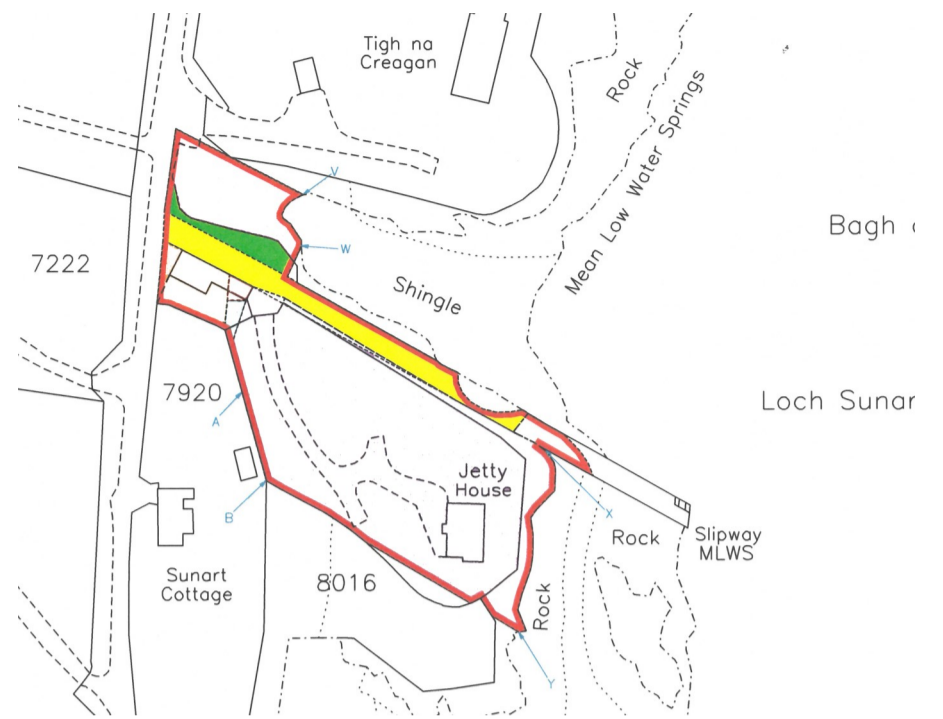 Tigh na
Creagan
Rock
Mean Low Water Springs
V
Bagh
W
7222
Shingle
7920
Loch Sunar
A
Jetty
House
B
X
Rock
Slipway
MLWS
Sunart
Cottage
8016
Rock
Y